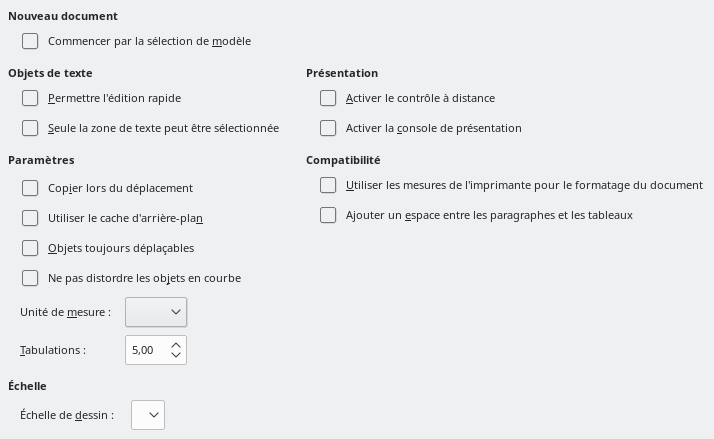 Nouveau document
Commencer par la sélection de modèle
Objets de texte
Permettre l'édition rapide
Seule la zone de texte peut être sélectionnée
Présentation
Activer le contrôle à distance
Activer la console de présentation
Paramètres
Copier lors du déplacement
Utiliser le cache d'arrière-plan
Objets toujours déplaçables
Ne pas distordre les objets en courbe
Unité de mesure :
Tabulations : 5,00
Compatibilité
Utiliser les mesures de l'imprimante pour le formatage du document
Ajouter un espace entre les paragraphes et les tableaux
Échelle
Échelle de dessin :